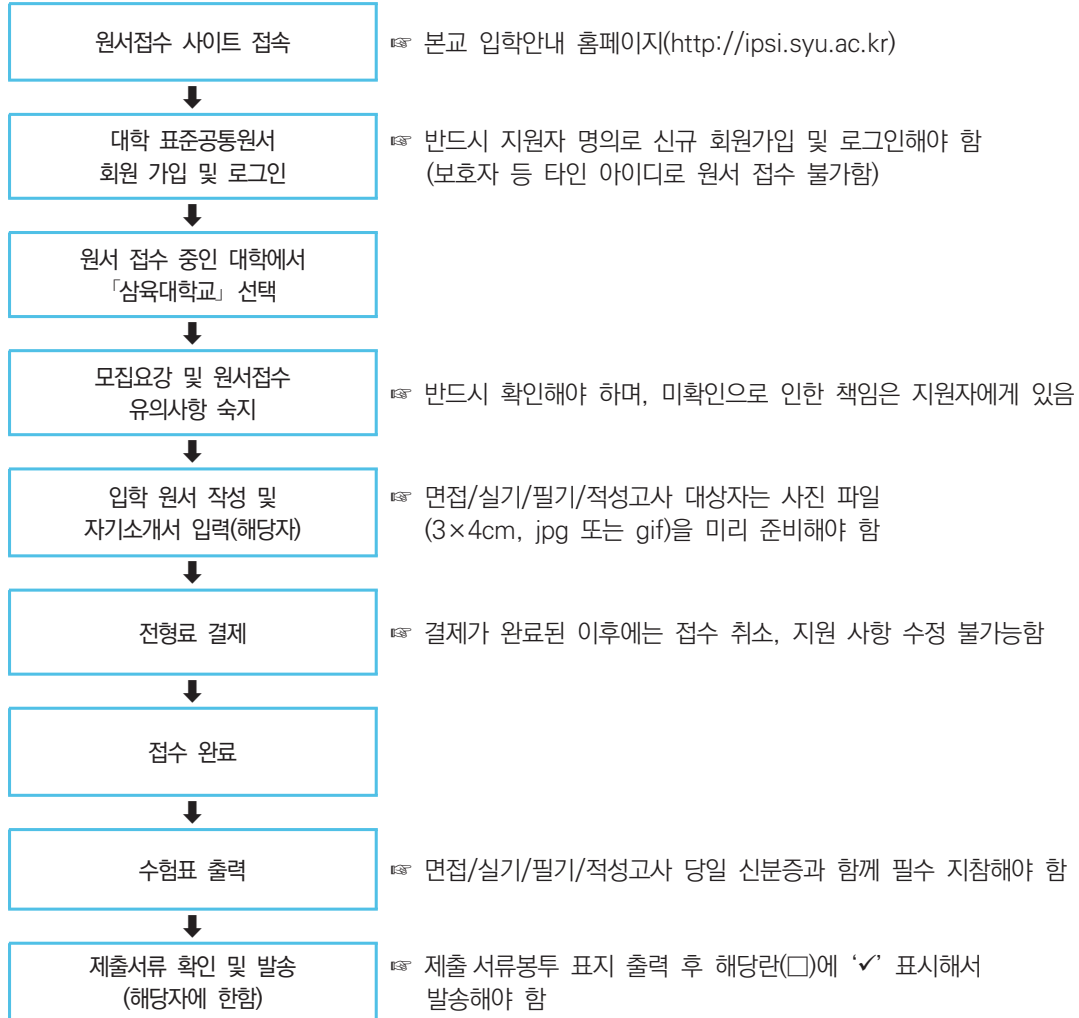 원서접수 사이트 접속
☞ 본교 입학안내 홈페이지(http://ipsi.syu.ac.kr)
대학 표준공통원서
회원 가입 및 로그인
☞ 반드시 지원자 명의로 신규 회원가입 및 로그인해야 함
(보호자 등 타인 아이디로 원서 접수 불가함)
원서 접수 중인 대학에서
「삼육대학교」 선택
모집요강 및 원서접수
유의사항 숙지
☞ 반드시 확인해야 하며, 미확인으로 인한 책임은 지원자에게 있음
입학 원서 작성 및
자기소개서 입력(해당자)
☞ 면접/실기/필기/적성고사 대상자는 사진 파일
(3×4cm, jpg 또는 gif)을 미리 준비해야 함
전형료 결제
☞ 결제가 완료된 이후에는 접수 취소, 지원 사항 수정 불가능함
접수 완료
수험표 출력
☞ 면접/실기/필기/적성고사 당일 신분증과 함께 필수 지참해야 함
제출서류 확인 및 발송
(해당자에 한함)
☞ 제출 서류봉투 표지 출력 후 해당란(□)에 ‘✓’ 표시해서
발송해야 함